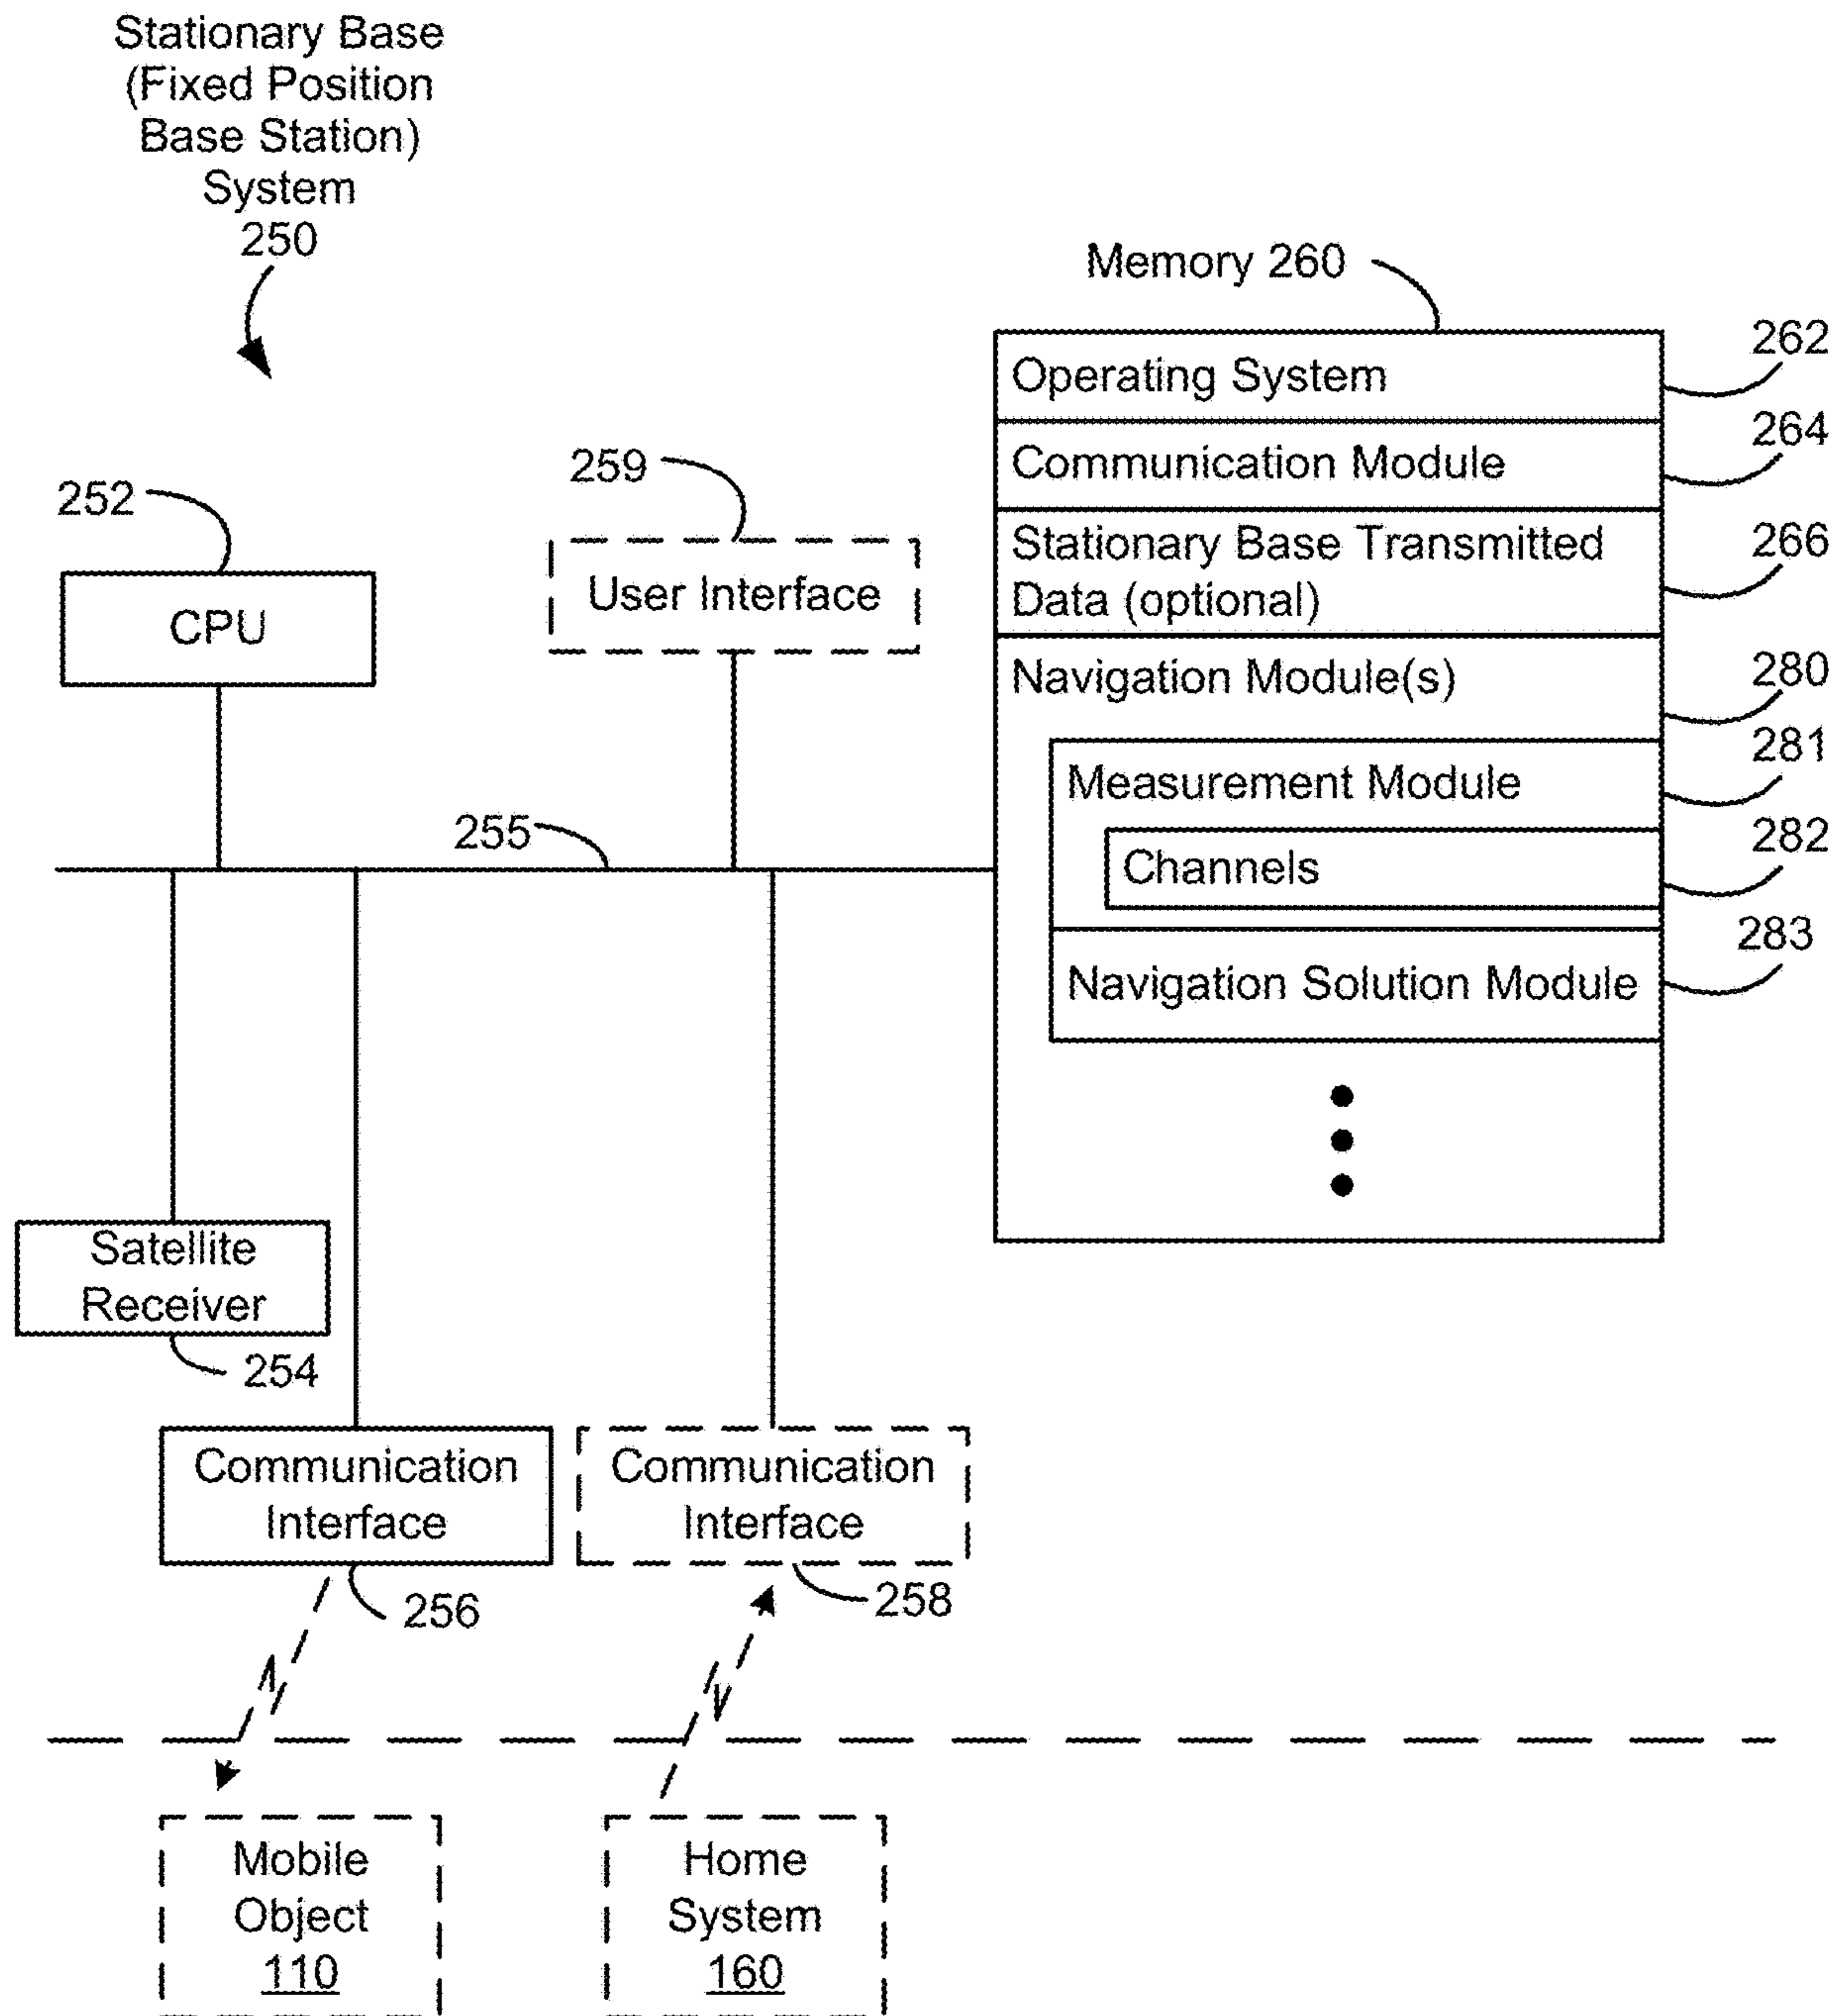 Stationary Base
(Fixed Position
Base Station)
System
250
Memory 260
Operating System
262
Communication Module
264
Stationary Base Transmitted
Data (optional)
266
Navigation Module(s)
280
Measurement Module
281
Channels
282
Navigation Solution Module
283
252
CPU
259
User Interface
255
Satellite
Receiver
254
Communication
Interface
256
Communication
Interface
258
Mobile
Object
110
Home
System
160